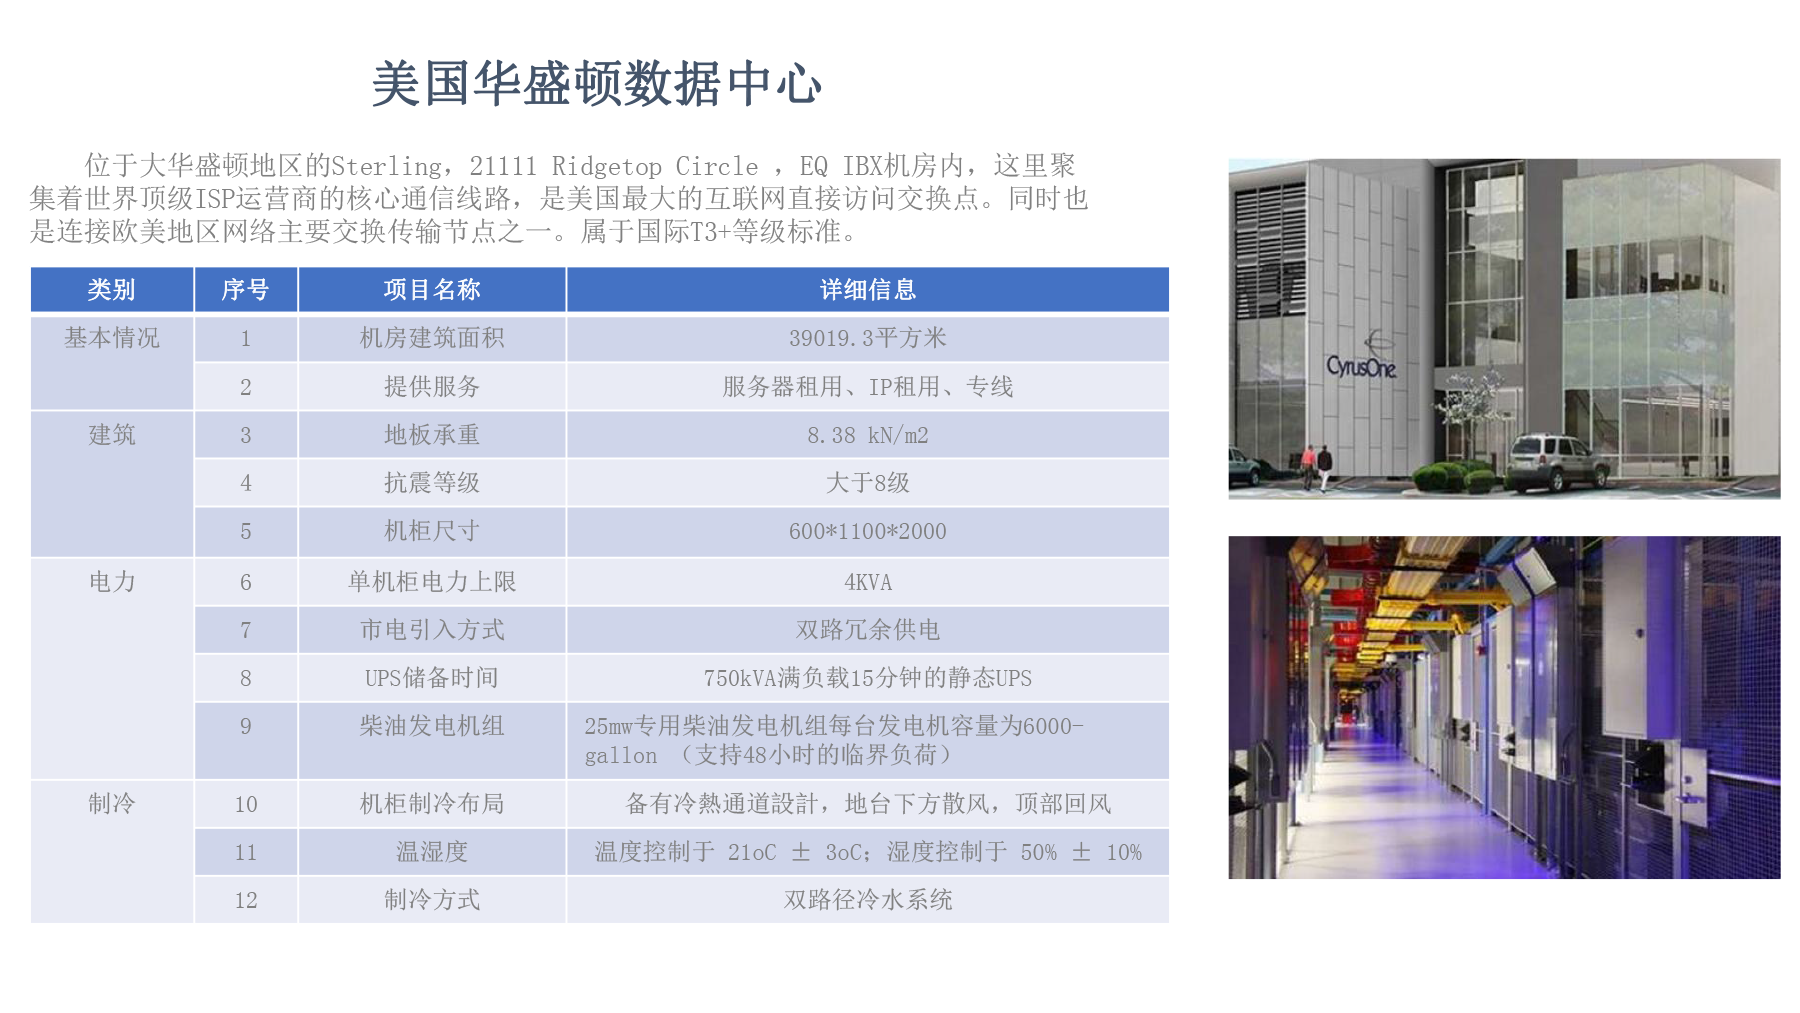 美国华盛顿数据中心
位于大华盛顿地区的Sterling，21111 Ridgetop Circle ，EQ IBX机房内，这里聚
集着世界顶级ISP运营商的核心通信线路，是美国最大的互联网直接访问交换点。同时也
是连接欧美地区网络主要交换传输节点之一。属于国际T3+等级标准。
类别 序号 项目名称 详细信息
基本情况 1 机房建筑面积 39019.3平方米
2 提供服务 服务器租用、IP租用、专线
建筑 3 地板承重 8.38 kN/m2
4 抗震等级 大于8级
5 机柜尺寸 600*1100*2000
电力 6 单机柜电力上限 4KVA
7 市电引入方式 双路冗余供电
8 UPS储备时间 750kVA满负载15分钟的静态UPS
9 柴油发电机组 25mw专用柴油发电机组每台发电机容量为6000-
gallon （支持48小时的临界负荷）
制冷 10 机柜制冷布局 备有冷熱通道設計，地台下方散风，顶部回风
11 温湿度 温度控制于 21oC ± 3oC；湿度控制于 50% ± 10%
12 制冷方式 双路径冷水系统
CyrusOne